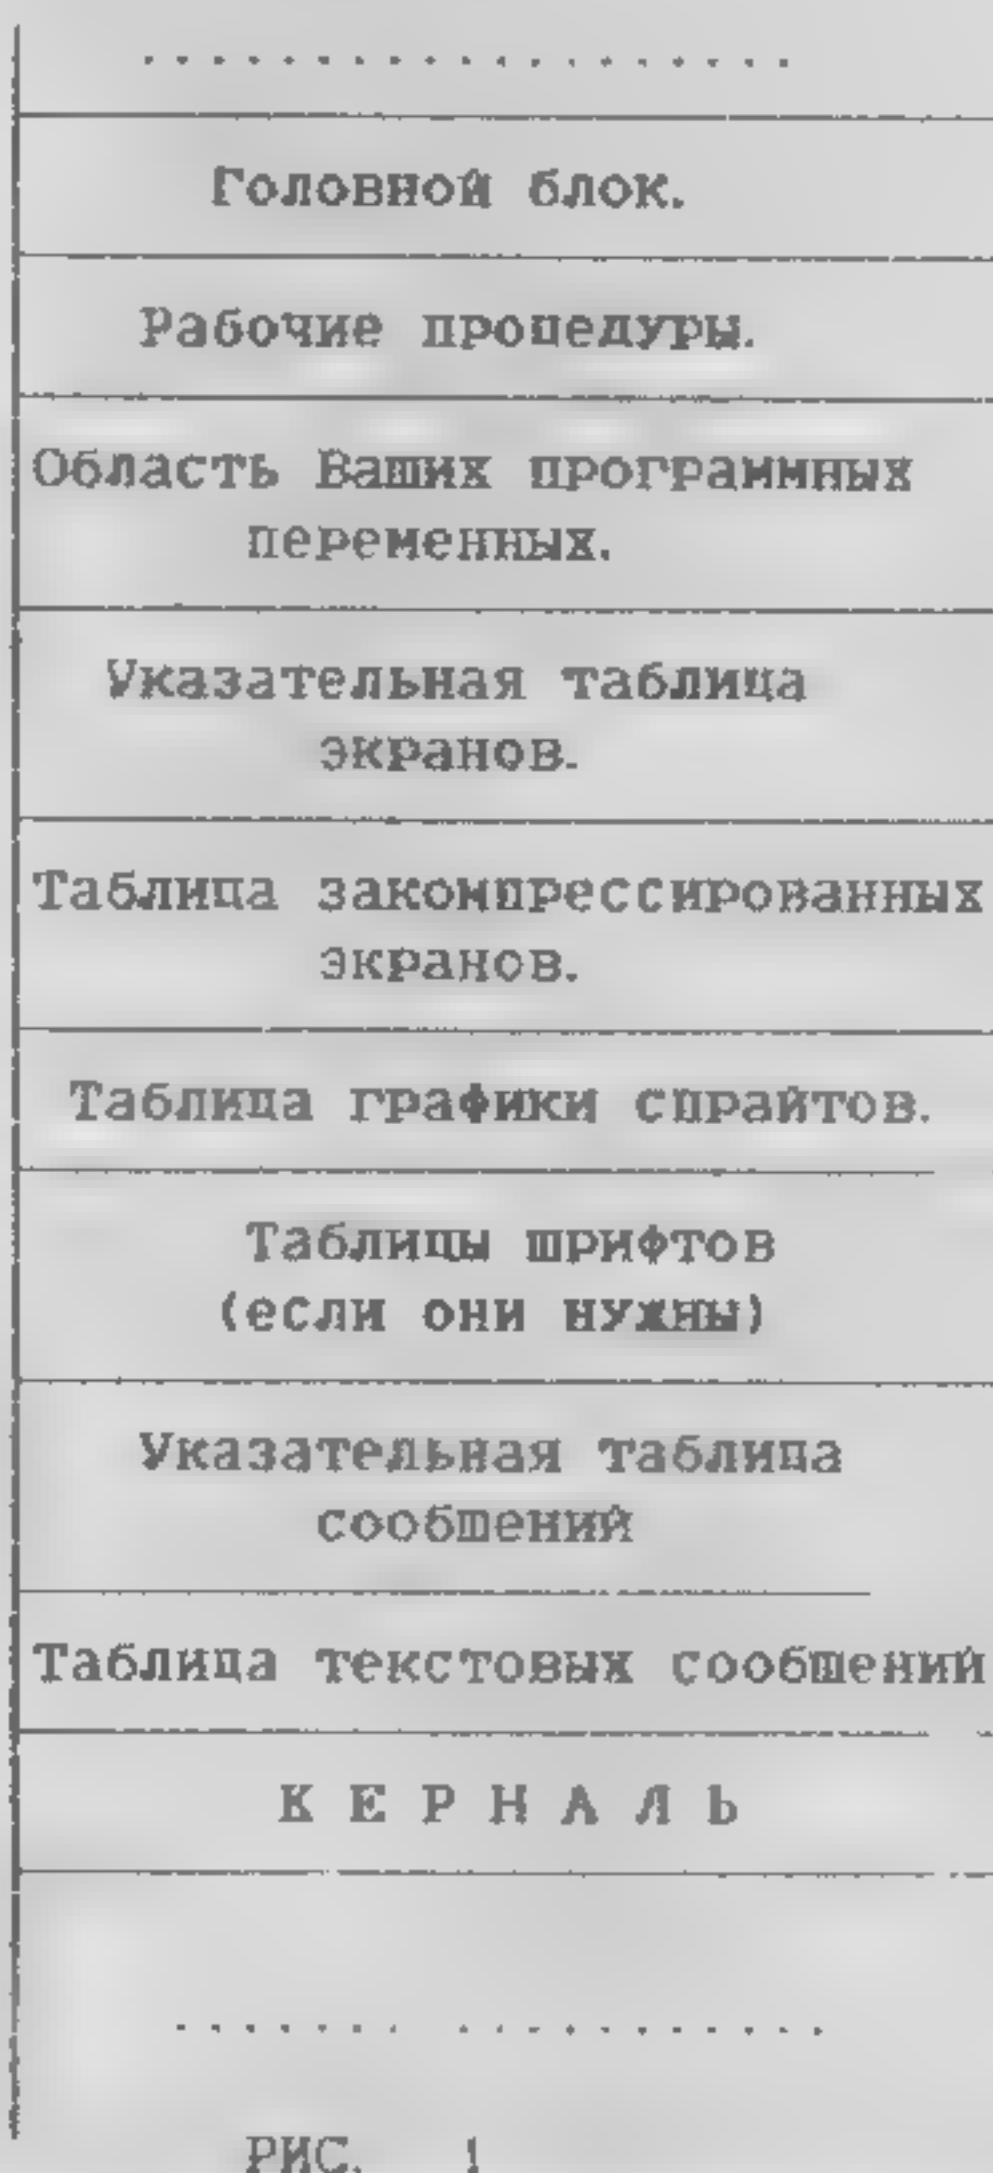 . . . . . . . . . . . . . . . . . . .
Головной блок.
Рабочие процедуры.
Область Ваших программных
переменных.
Указательная таблица
экранов.
Таблица закомпрессированных
экранов.
Таблица графики спрайтов.
Таблицы шрифтов
(если они нужны)
Указательная таблица
сообщений
Таблица текстовых сообщений
К Е Р Н А Л Ь
. . . . . . . . . . . . . . . . . .
РИС. 1